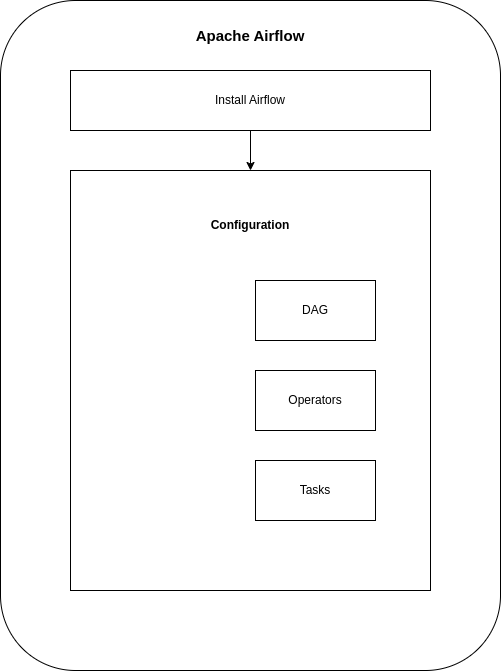 Apache Airflow
Install Airflow
Configuration
DAG
Operators
Tasks